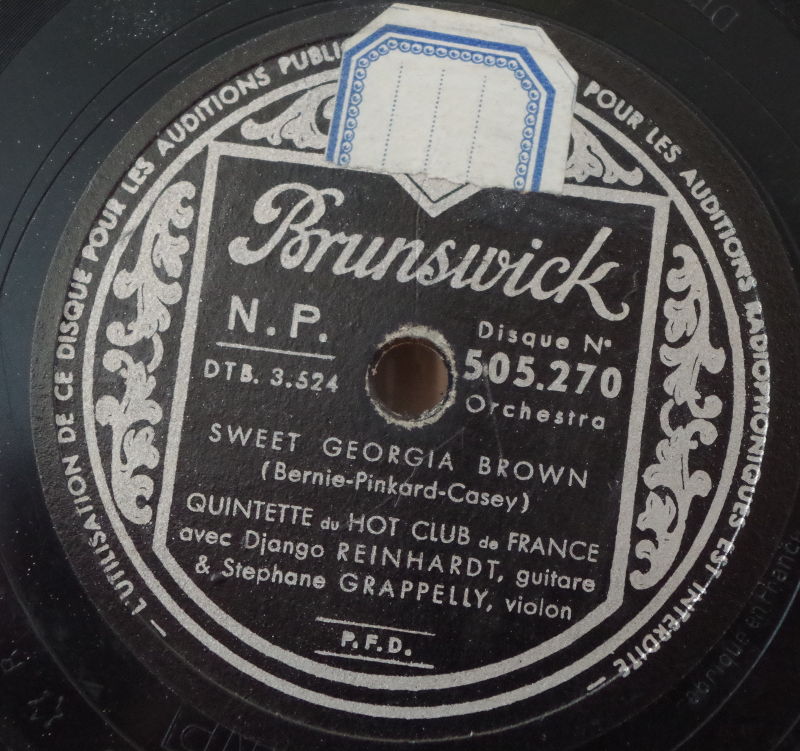 L'UTILISATION DE CE DISQUE POUR LES AUDITIONS PUBLI
POUR LES AUDITIONS RADIOPHONIQUES EST INTERDITE
Brunswick
N.P.
Disque N°
DTB. 3.524
505.270
Orchestra
SWEET GEORGIA BROWN
(Bernie-Pinkard-Casey)
QUINTETTE du HOT CLUB de FRANCE
avec Django REINHARDT, guitare
& Stephane GRAPPELLY, violon
P.F.D.